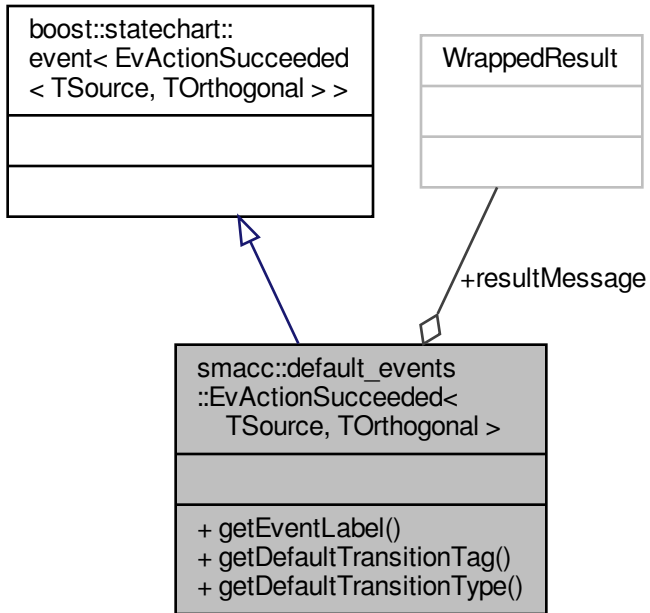 boost::statechart::
event< EvActionSucceeded
< TSource, TOrthogonal > >
WrappedResult
+resultMessage
smacc::default_events
::EvActionSucceeded<
TSource, TOrthogonal >
+ getEventLabel()
+ getDefaultTransitionTag()
+ getDefaultTransitionType()